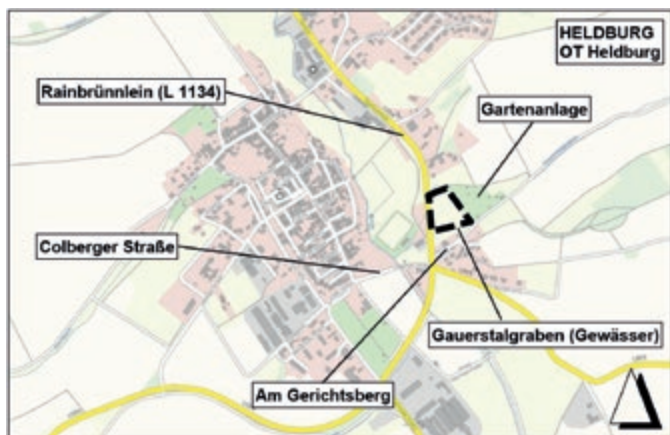 HELDBURG
OT Heldburg
Rainbrünnlein (L 1134)
Gartenanlage
Colberger Straße
Gauerstalgraben (Gewässer)
Am Gerichtsberg